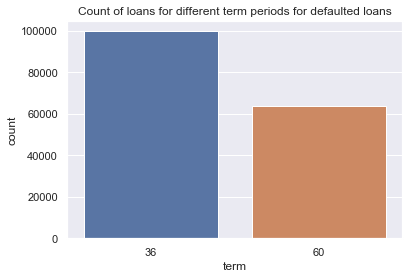 Count of loans for different term periods for defaulted loans
100000
80000
60000
40000
20000
0
count
36 60
term